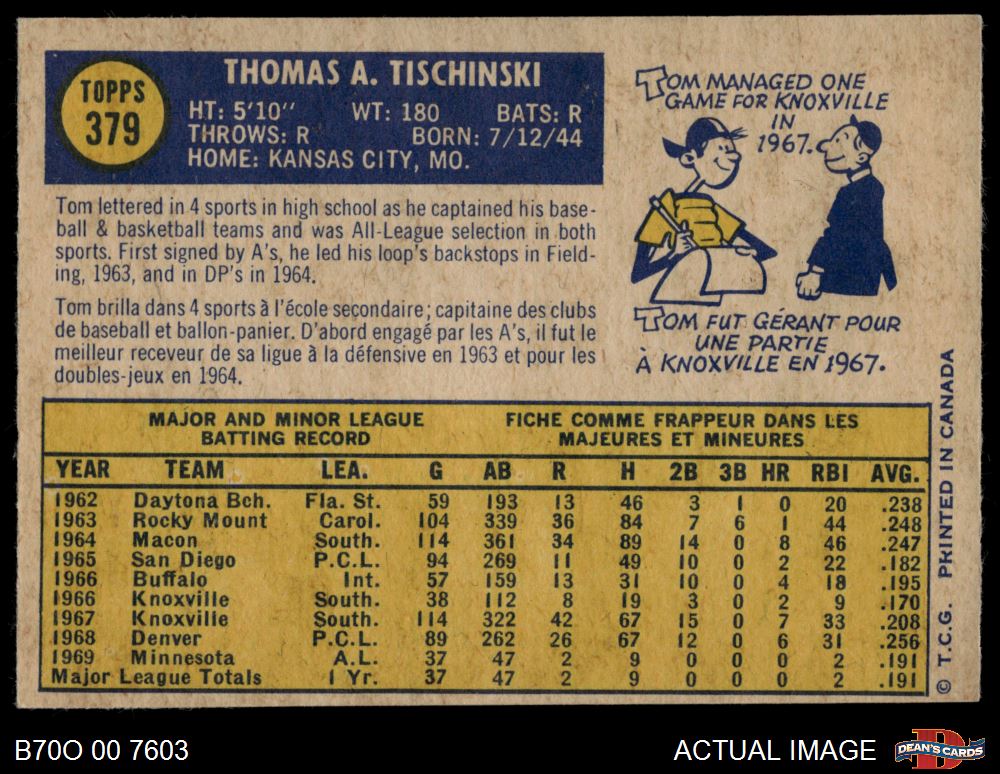 TOPPS
379
THOMAS A. TISCHINSKI
HT: 5'10" WT: 180 BATS: R
THROWS: R BORN: 7/12/44
HOME: KANSAS CITY, MO.
Tom lettered in 4 sports in high school as he captained his base-
ball & basketball teams and was All-League selection in both
sports. First signed by A's, he led his loop's backstops in Field-
ing, 1963, and in DP's in 1964.
Tom brilla dans 4 sports à l'école secondaire; capitaine des clubs
de baseball et ballon-panier. D'abord engagé par les A's, il fut le
meilleur receveur de sa ligue à la défensive en 1963 et pour les
doubles-jeux en 1964.
TOM MANAGED ONE
GAME FOR KNOXVILLE
IN
1967.
TOM FUT GÉRANT POUR
UNE PARTIE
À KNOXVILLE EN 1967.
MAJOR AND MINOR LEAGUE
BATTING RECORD
FICHE COMME FRAPPEUR DANS LES
MAJEURES ET MINEURES
YEAR TEAM LEA. G AB R H 2B 3B HR RBI AVG.
1962 Daytona Bch. Fla. St. 59 193 13 46 3 1 0 20 .238
1963 Rocky Mount Carol. 104 339 36 84 7 6 1 44 .248
1964 Macon South. 114 361 34 89 14 0 8 46 .247
1965 San Diego P.C.L. 94 269 11 49 10 0 2 22 .182
1966 Buffalo Int. 57 159 13 31 10 0 4 18 .195
1966 Knoxville South. 38 112 8 19 3 0 2 9 .170
1967 Knoxville South. 114 322 42 67 15 0 7 33 .208
1968 Denver P.C.L. 89 262 26 67 12 0 6 31 .256
1969 Minnesota A.L. 37 47 2 9 0 0 0 2 .191
Major League Totals 1 Yr. 37 47 2 9 0 0 0 2 .191
© T.C.G. PRINTED IN CANADA
B70O 00 7603
ACTUAL IMAGE
DEAN'S CARDS